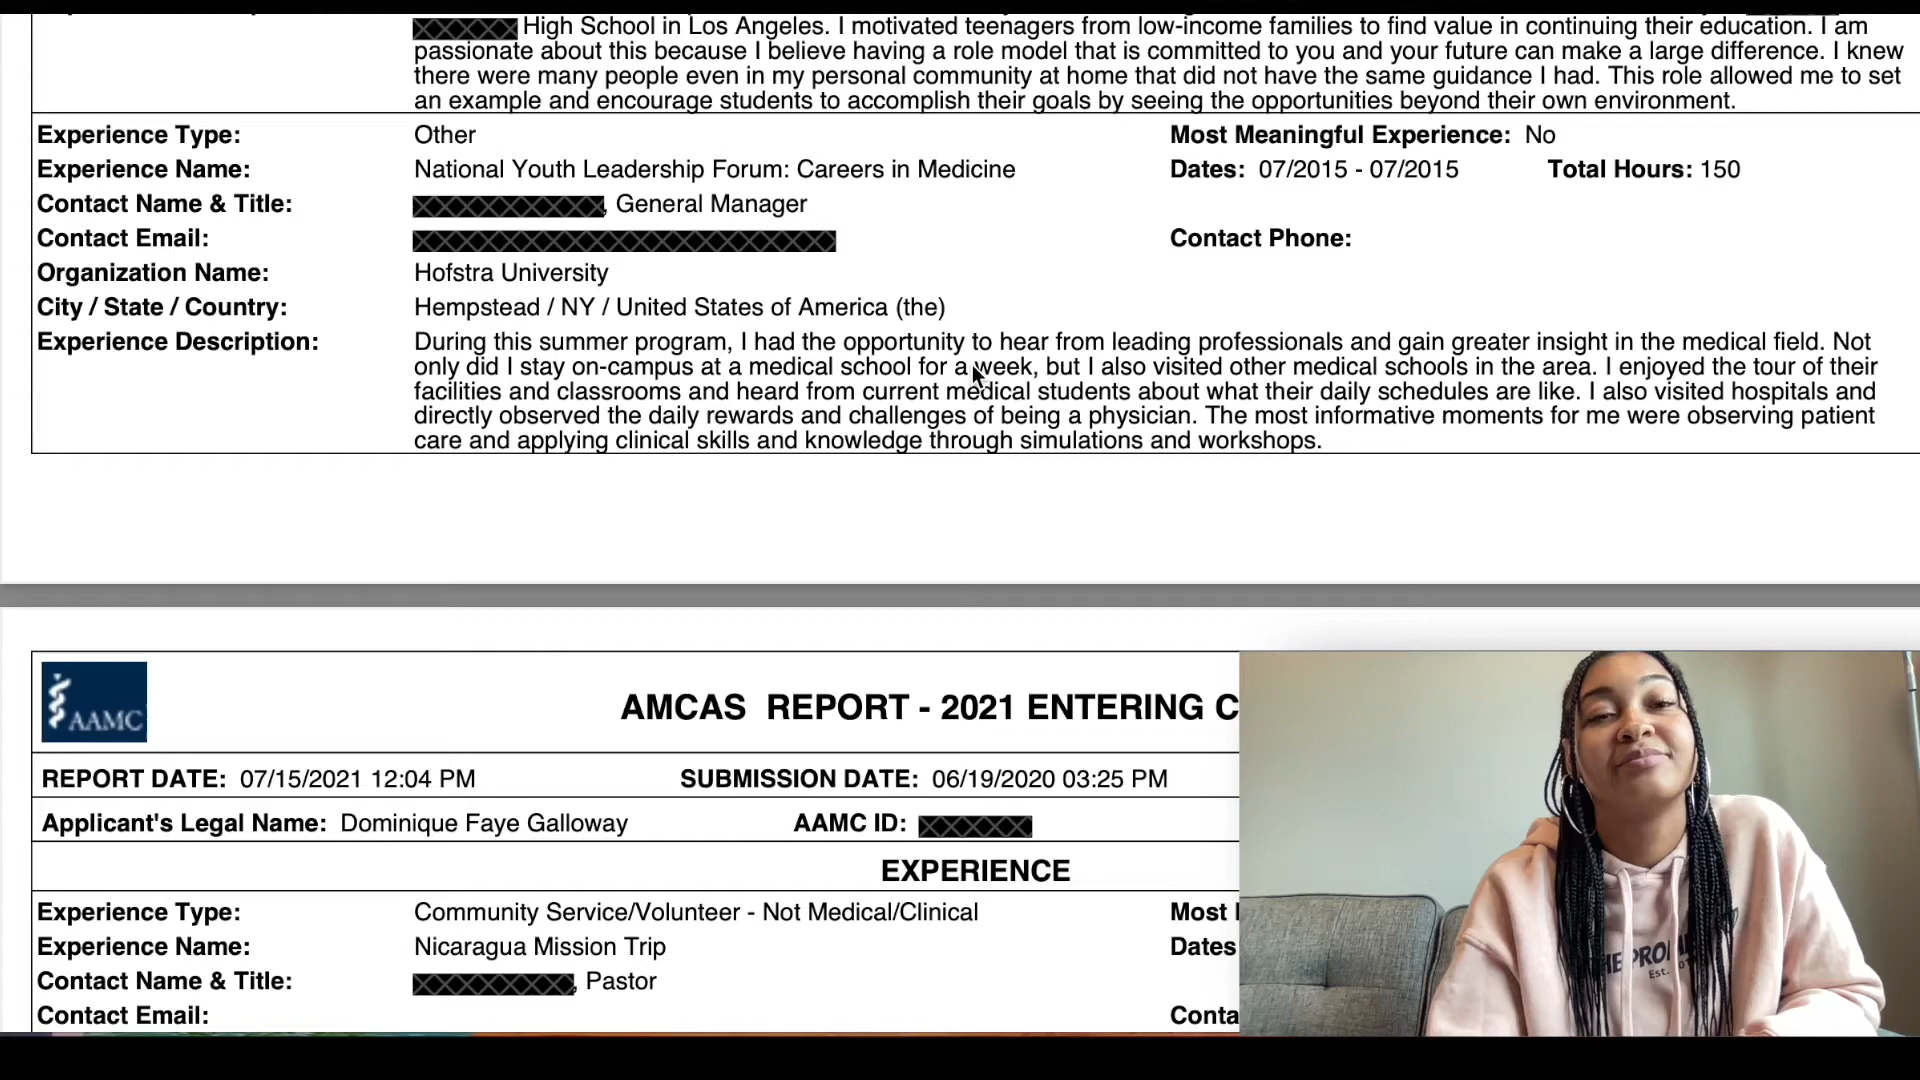 High School in Los Angeles. I motivated teenagers from low-income families to find value in continuing their education. I am
passionate about this because I believe having a role model that is committed to you and your future can make a large difference. I knew
there were many people even in my personal community at home that did not have the same guidance I had. This role allowed me to set
an example and encourage students to accomplish their goals by seeing the opportunities beyond their own environment.
Experience Type: Other Most Meaningful Experience: No
Experience Name: National Youth Leadership Forum: Careers in Medicine Dates: 07/2015 - 07/2015 Total Hours: 150
Contact Name & Title: , General Manager
Contact Email: Contact Phone:
Organization Name: Hofstra University
City / State / Country: Hempstead / NY / United States of America (the)
Experience Description: During this summer program, I had the opportunity to hear from leading professionals and gain greater insight in the medical field. Not
only did I stay on-campus at a medical school for a week, but I also visited other medical schools in the area. I enjoyed the tour of their
facilities and classrooms and heard from current medical students about what their daily schedules are like. I also visited hospitals and
directly observed the daily rewards and challenges of being a physician. The most informative moments for me were observing patient
care and applying clinical skills and knowledge through simulations and workshops.
AAMC
AMCAS REPORT - 2021 ENTERING C
REPORT DATE: 07/15/2021 12:04 PM SUBMISSION DATE: 06/19/2020 03:25 PM
Applicant's Legal Name: Dominique Faye Galloway AAMC ID:
EXPERIENCE
Experience Type: Community Service/Volunteer - Not Medical/Clinical Most
Experience Name: Nicaragua Mission Trip Dates
Contact Name & Title: , Pastor
Contact Email: Conta
Est.